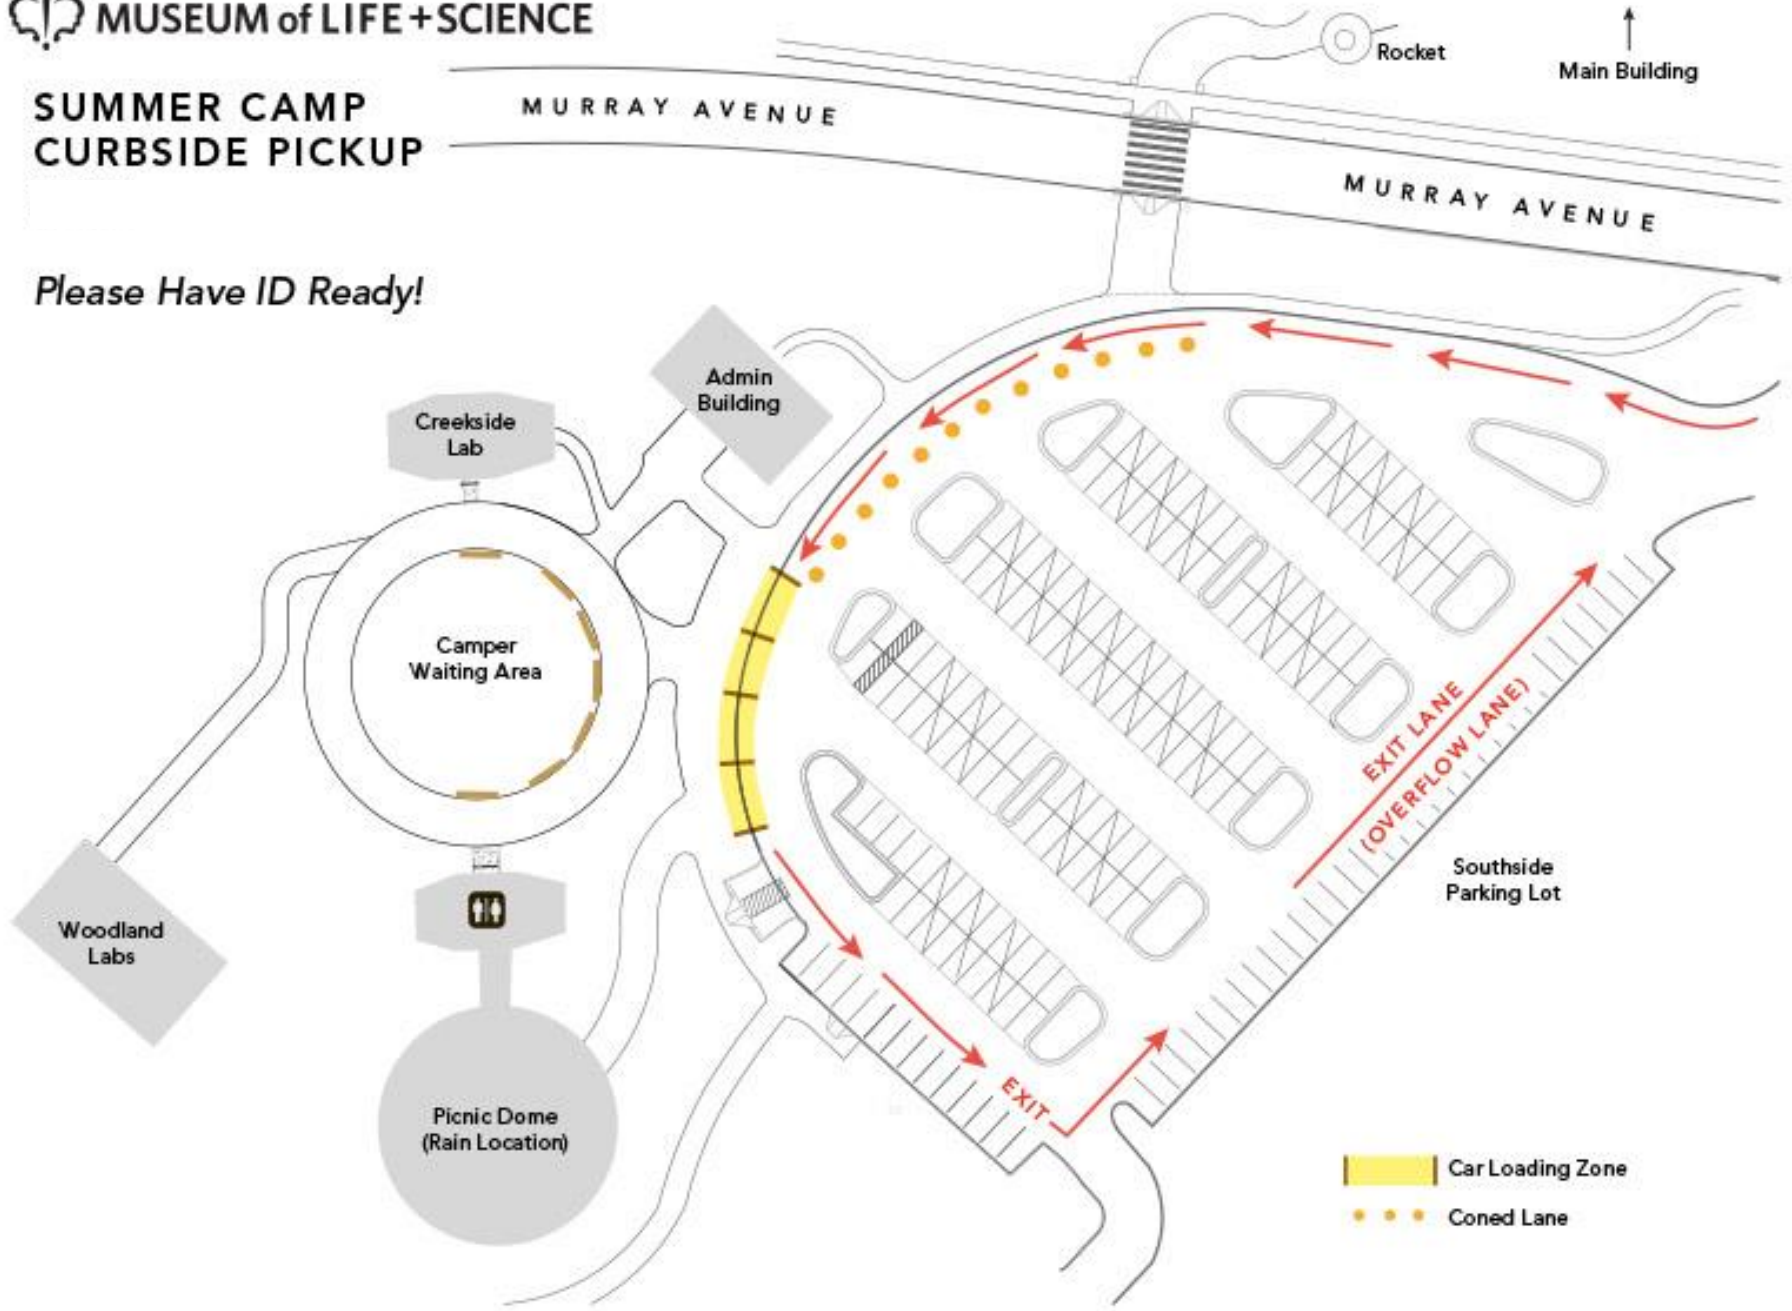 MUSEUM of LIFE+SCIENCE
SUMMER CAMP
CURBSIDE PICKUP
Please Have ID Ready!
MURRAY AVENUE
Rocket
Main Building
MURRAY AVENUE
Admin
Building
Creekside
Lab
Camper
Waiting Area
Woodland
Labs
Picnic Dome
(Rain Location)
EXIT
EXIT LANE
(OVERFLOW LANE)
Southside
Parking Lot
Car Loading Zone
Coned Lane